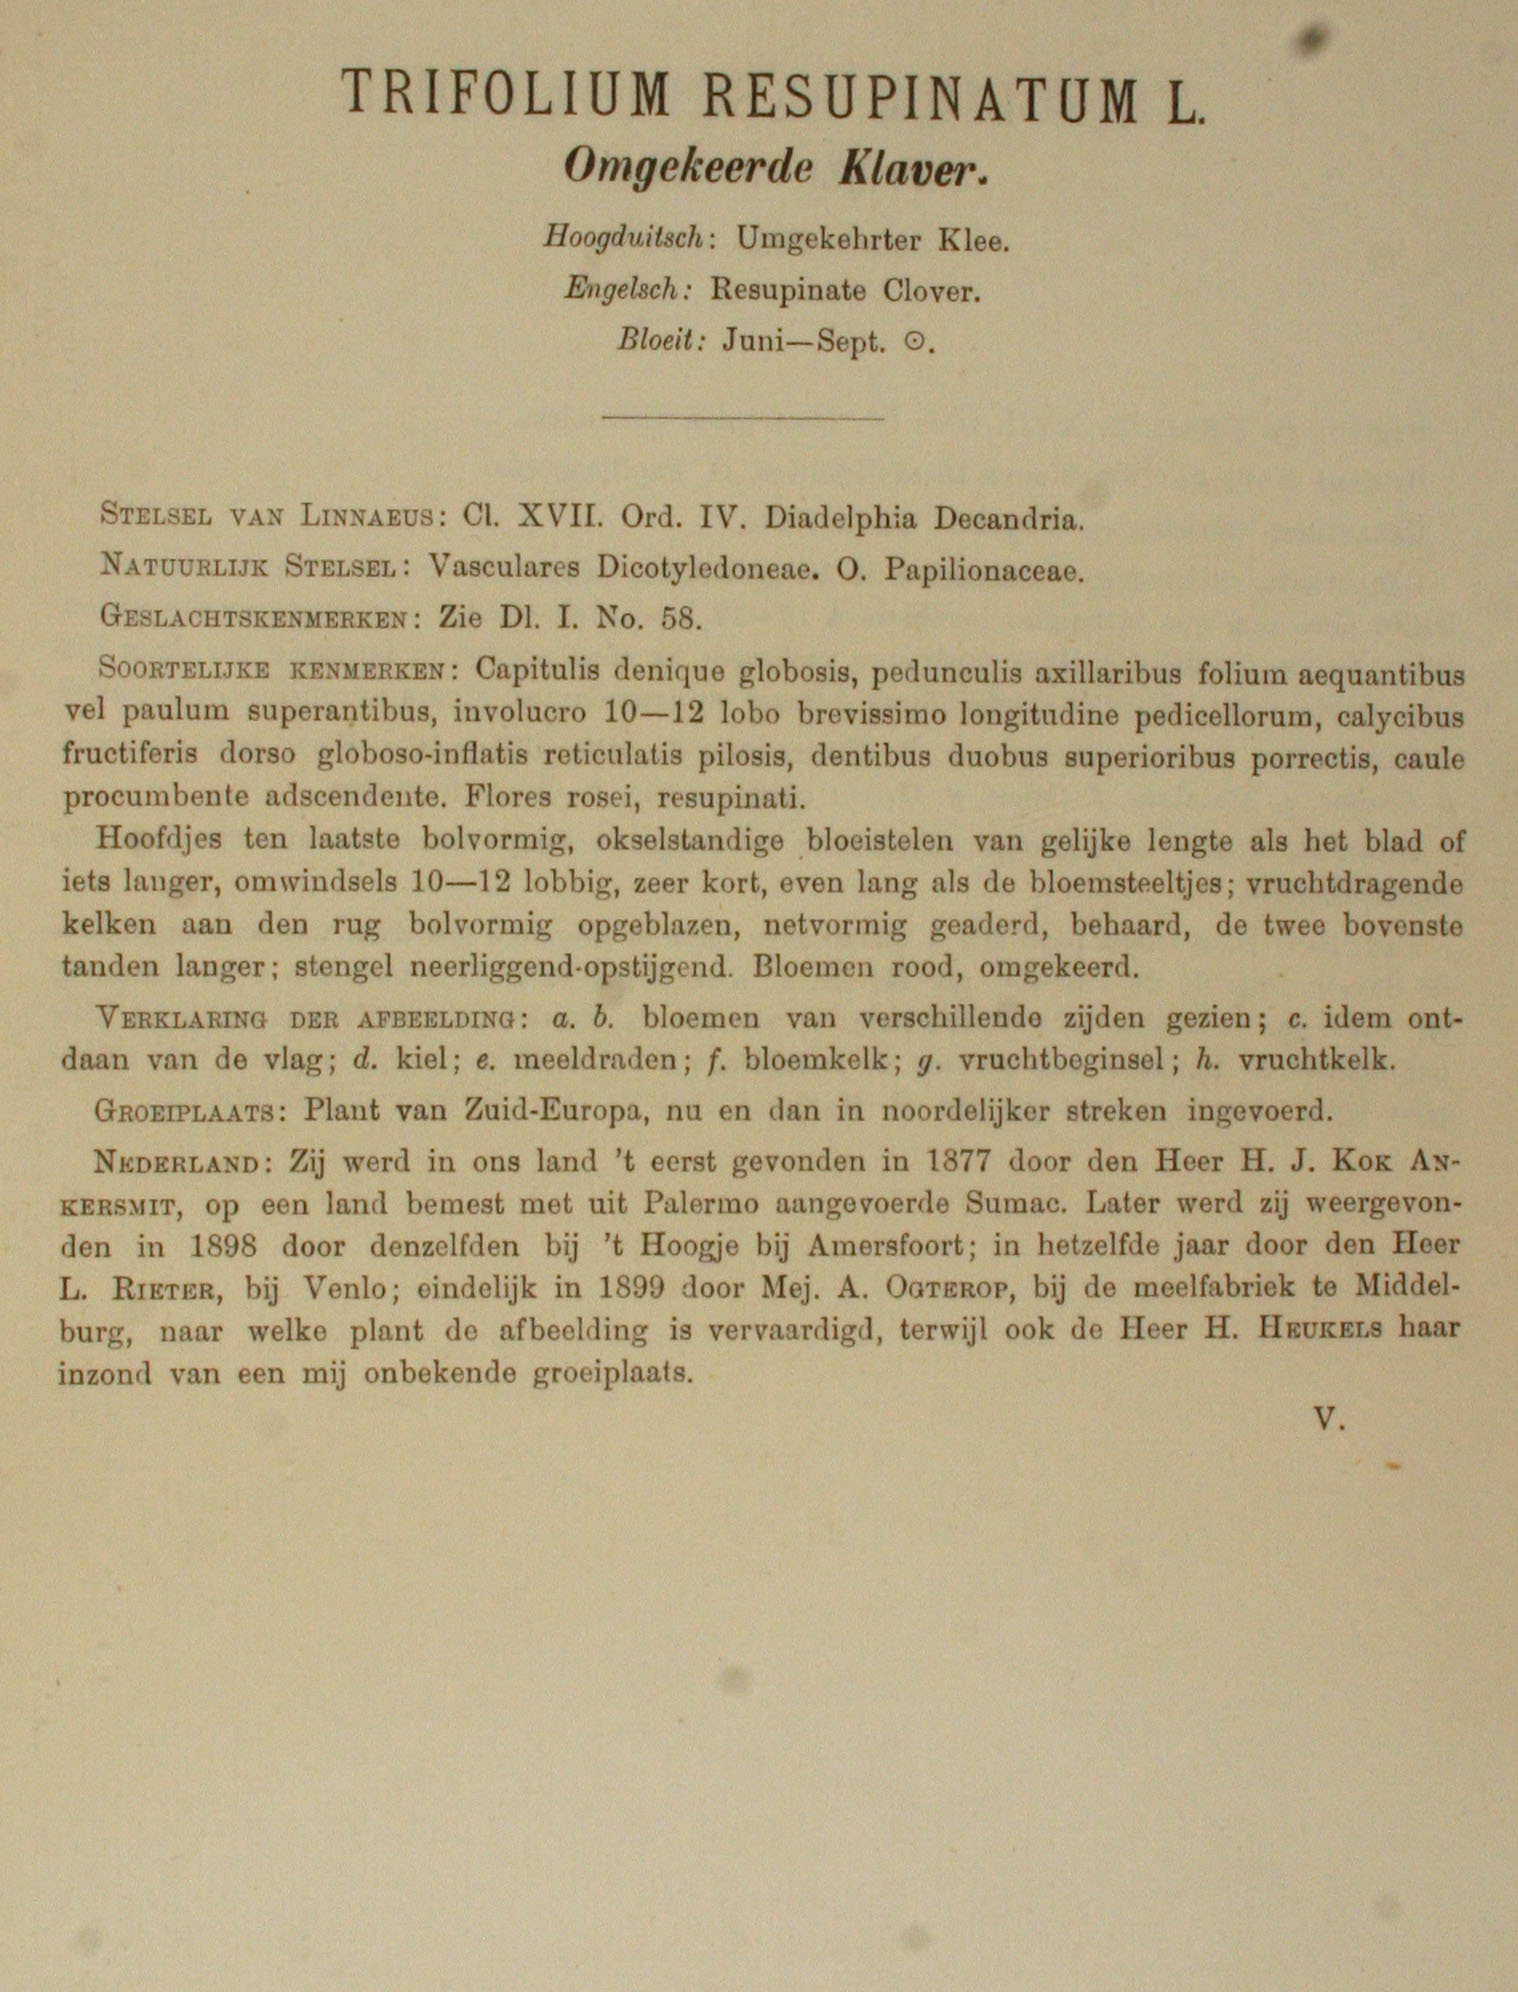 TRIFOLIUM RESUPINATUM L.
Omgekeerde Klaver.
Hoogduitsch: Umgekehrter Klee.
Engelsch: Resupinate Clover.
Bloeit: Juni—Sept. ⊙.
STELSEL VAN LINNAEUS: Cl. XVII. Ord. IV. Diadelphia Decandria.
NATUURLIJK STELSEL: Vasculares Dicotyledoneae. O. Papilionaceae.
GESLACHTSKENMERKEN: Zie Dl. I. No. 58.
SOORTELIJKE KENMERKEN: Capitulis denique globosis, pedunculis axillaribus folium aequantibus
vel paulum superantibus, involucro 10—12 lobo brevissimo longitudine pedicellorum, calycibus
fructiferis dorso globoso-inflatis reticulatis pilosis, dentibus duobus superioribus porrectis, caule
procumbente adscendente. Flores rosei, resupinati.
Hoofdjes ten laatste bolvormig, okselstandige bloeistelen van gelijke lengte als het blad of
iets langer, omwindsels 10—12 lobbig, zeer kort, even lang als de bloemsteeltjes; vruchtdragende
kelken aan den rug bolvormig opgeblazen, netvormig geaderd, behaard, de twee bovenste
tanden langer; stengel neerliggend-opstijgend. Bloemen rood, omgekeerd.
VERKLARING DER AFBEELDING: a. b. bloemen van verschillende zijden gezien; c. idem ont-
daan van de vlag; d. kiel; e. meeldraden; f. bloemkelk; g. vruchtbeginsel; h. vruchtkelk.
GROEIPLAATS: Plant van Zuid-Europa, nu en dan in noordelijker streken ingevoerd.
NEDERLAND: Zij werd in ons land 't eerst gevonden in 1877 door den Heer H. J. KOK AN-
KERSMIT, op een land bemest met uit Palermo aangevoerde Sumac. Later werd zij weergevon-
den in 1898 door denzelfden bij 't Hoogje bij Amersfoort; in hetzelfde jaar door den Heer
L. RIETER, bij Venlo; eindelijk in 1899 door Mej. A. OGTEROP, bij de meelfabriek te Middel-
burg, naar welke plant de afbeelding is vervaardigd, terwijl ook de Heer H. HEUKELS haar
inzond van een mij onbekende groeiplaats.
V.